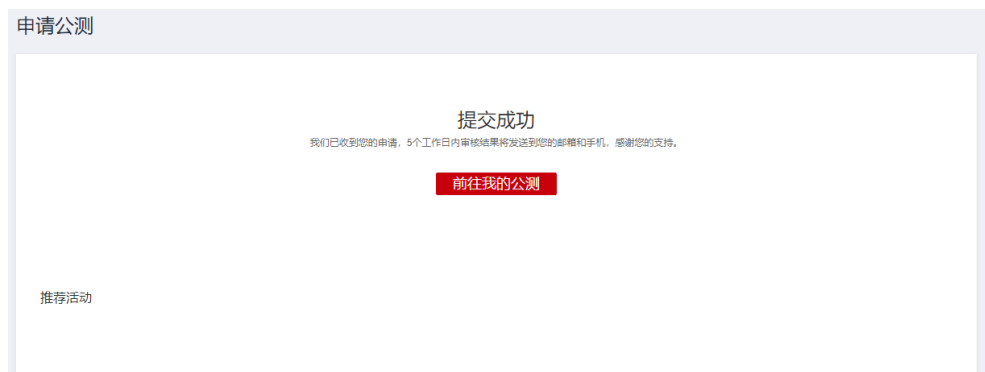 申请公测
提交成功
我们已收到您的申请，5个工作日内审核结果将发送到您的邮箱和手机，感谢您的支持。
前往我的公测
推荐活动